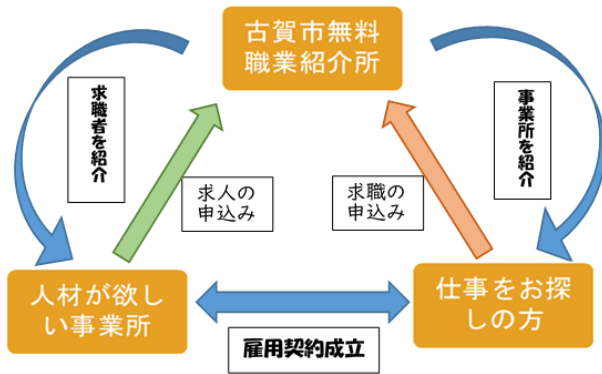 古賀市無料
職業紹介所
求職者を紹介
事業所を紹介
求人の
申込み
求職の
申込み
人材が欲し
い事業所
仕事をお探
しの方
雇用契約成立